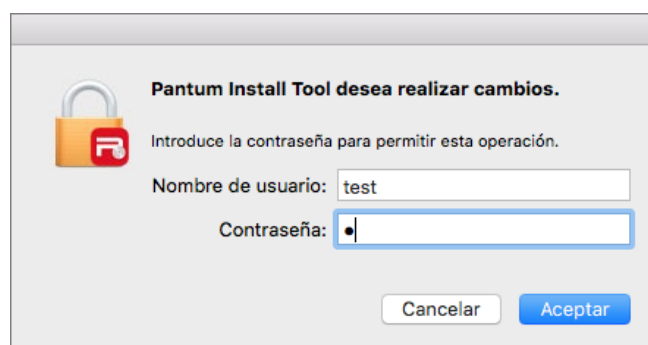 Pantum Install Tool desea realizar cambios.
Introduce la contraseña para permitir esta operación.
Nombre de usuario: test
Contraseña: •
Cancelar Aceptar